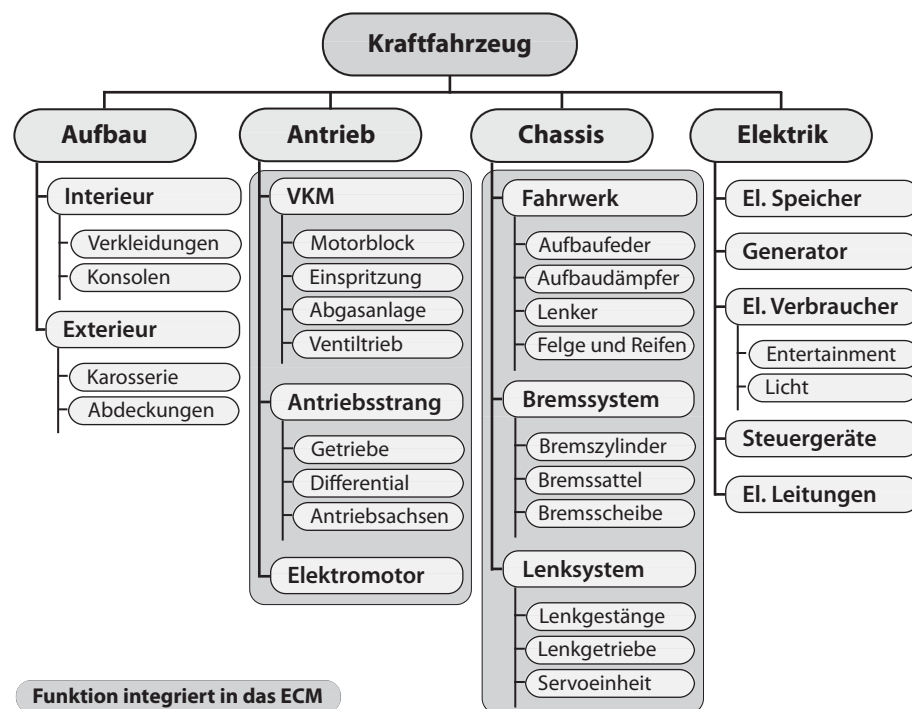 Kraftfahrzeug
Aufbau
Interieur
Verkleidungen
Konsolen
Exterieur
Karosserie
Abdeckungen
Antrieb
VKM
Motorblock
Einspritzung
Abgasanlage
Ventiltrieb
Antriebsstrang
Getriebe
Differential
Antriebsachsen
Elektromotor
Chassis
Fahrwerk
Aufbaufeder
Aufbaudämpfer
Lenker
Felge und Reifen
Bremssystem
Bremszylinder
Bremssattel
Bremsscheibe
Lenksystem
Lenkgestänge
Lenkgetriebe
Servoeinheit
Elektrik
El. Speicher
Generator
El. Verbraucher
Entertainment
Licht
Steuergeräte
El. Leitungen
Funktion integriert in das ECM